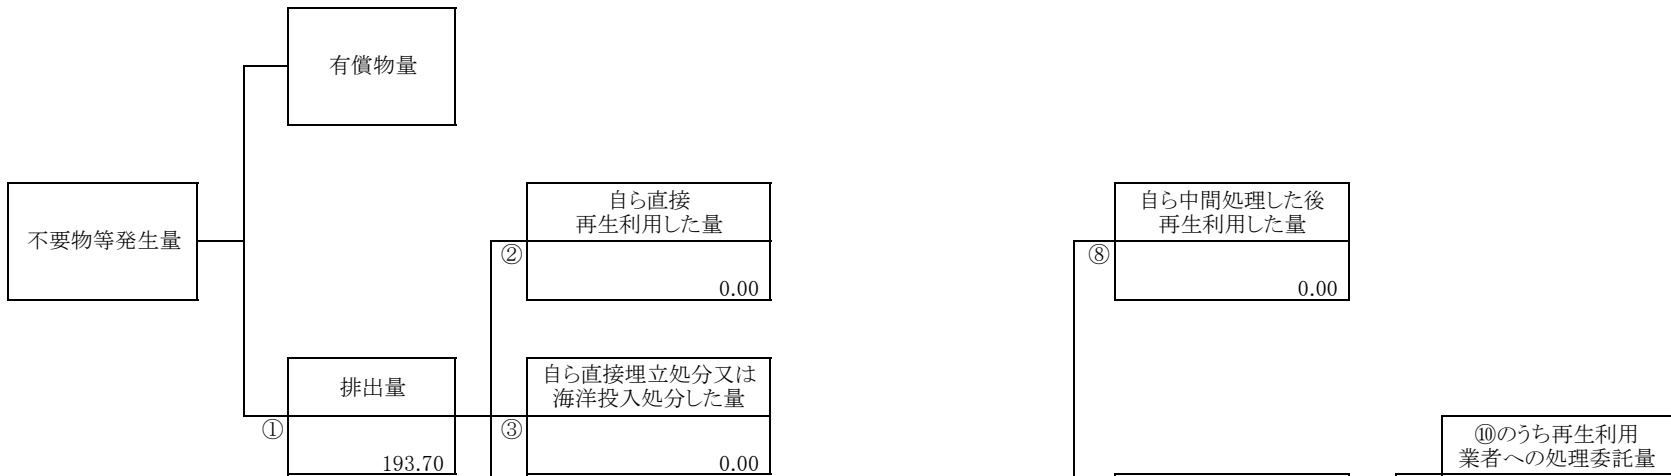 有償物量
不要物等発生量
自ら直接
再生利用した量
②
0.00
自ら中間処理した後
再生利用した量
⑧
0.00
排出量
①
193.70
自ら直接埋立処分又は
海洋投入処分した量
③
0.00
⑩のうち再生利用
業者への処理委託量